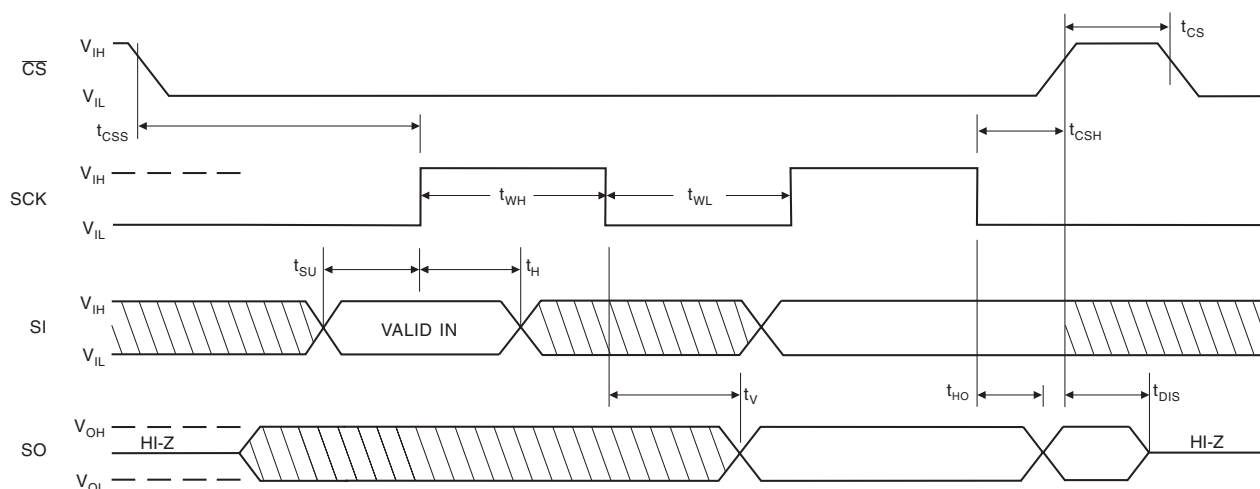 V_IH
t_CS
C̅S̅
V_IL
t_CSS
t_CSH
V_IH
SCK
t_WH
t_WL
V_IL
t_SU
t_H
V_IH
SI
VALID IN
V_IL
t_V
t_HO
t_DIS
V_OH
SO
HI-Z
HI-Z
V_OL